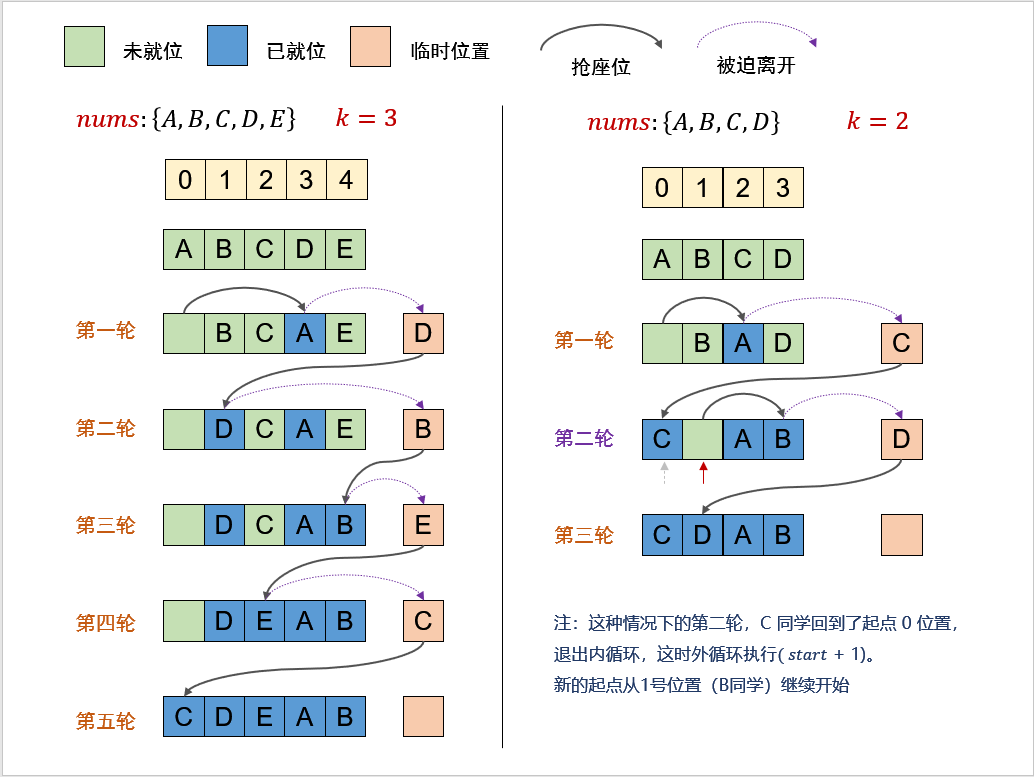 未就位 已就位 临时位置 抢座位 被迫离开
nums:{A,B,C,D,E} k = 3
0 1 2 3 4
A B C D E
第一轮 B C A E D
第二轮 D C A E B
第三轮 D C A B E
第四轮 D E A B C
第五轮 C D E A B
nums:{A,B,C,D} k = 2
0 1 2 3
A B C D
第一轮 B A D C
第二轮 C A B D
第三轮 C D A B
注：这种情况下的第二轮，C 同学回到了起点 0 位置，
退出内循环，这时外循环执行( start + 1)。
新的起点从1号位置（B同学）继续开始